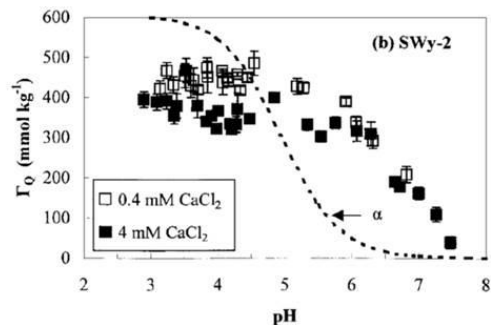 600
(b) SWy-2
500
400
300
200
100
0
Γ_Q (mmol kg⁻¹)
α
□ 0.4 mM CaCl₂
■ 4 mM CaCl₂
2 3 4 5 6 7 8
pH